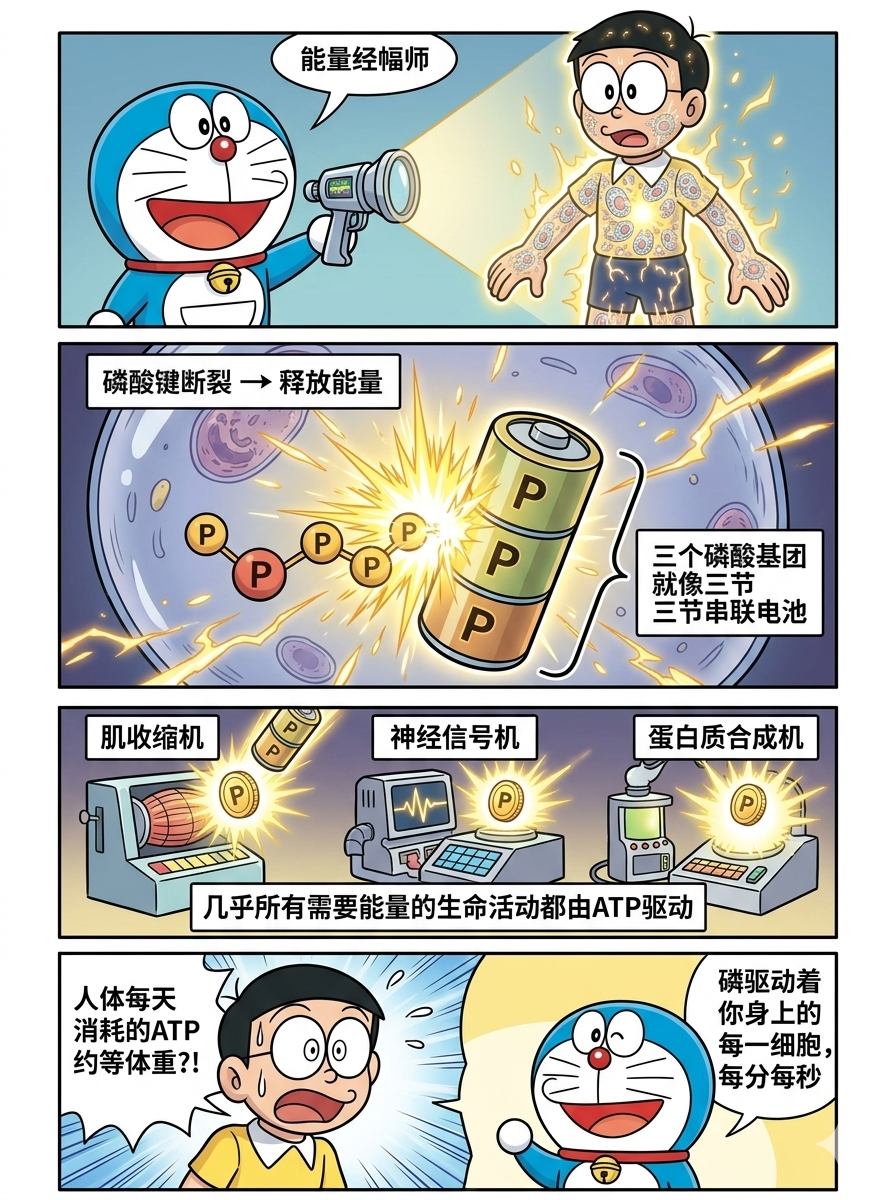 能量经幅师
磷酸键断裂 → 释放能量
P
P
P
P
P
P
P
P
三个磷酸基团
就像三节
三节串联电池
肌收缩机
P
P
P
神经信号机
P
蛋白质合成机
P
几乎所有需要能量的生命活动都由ATP驱动
人体每天
消耗的ATP
约等体重?!
磷驱动着
你身上的
每一细胞,
每分每秒